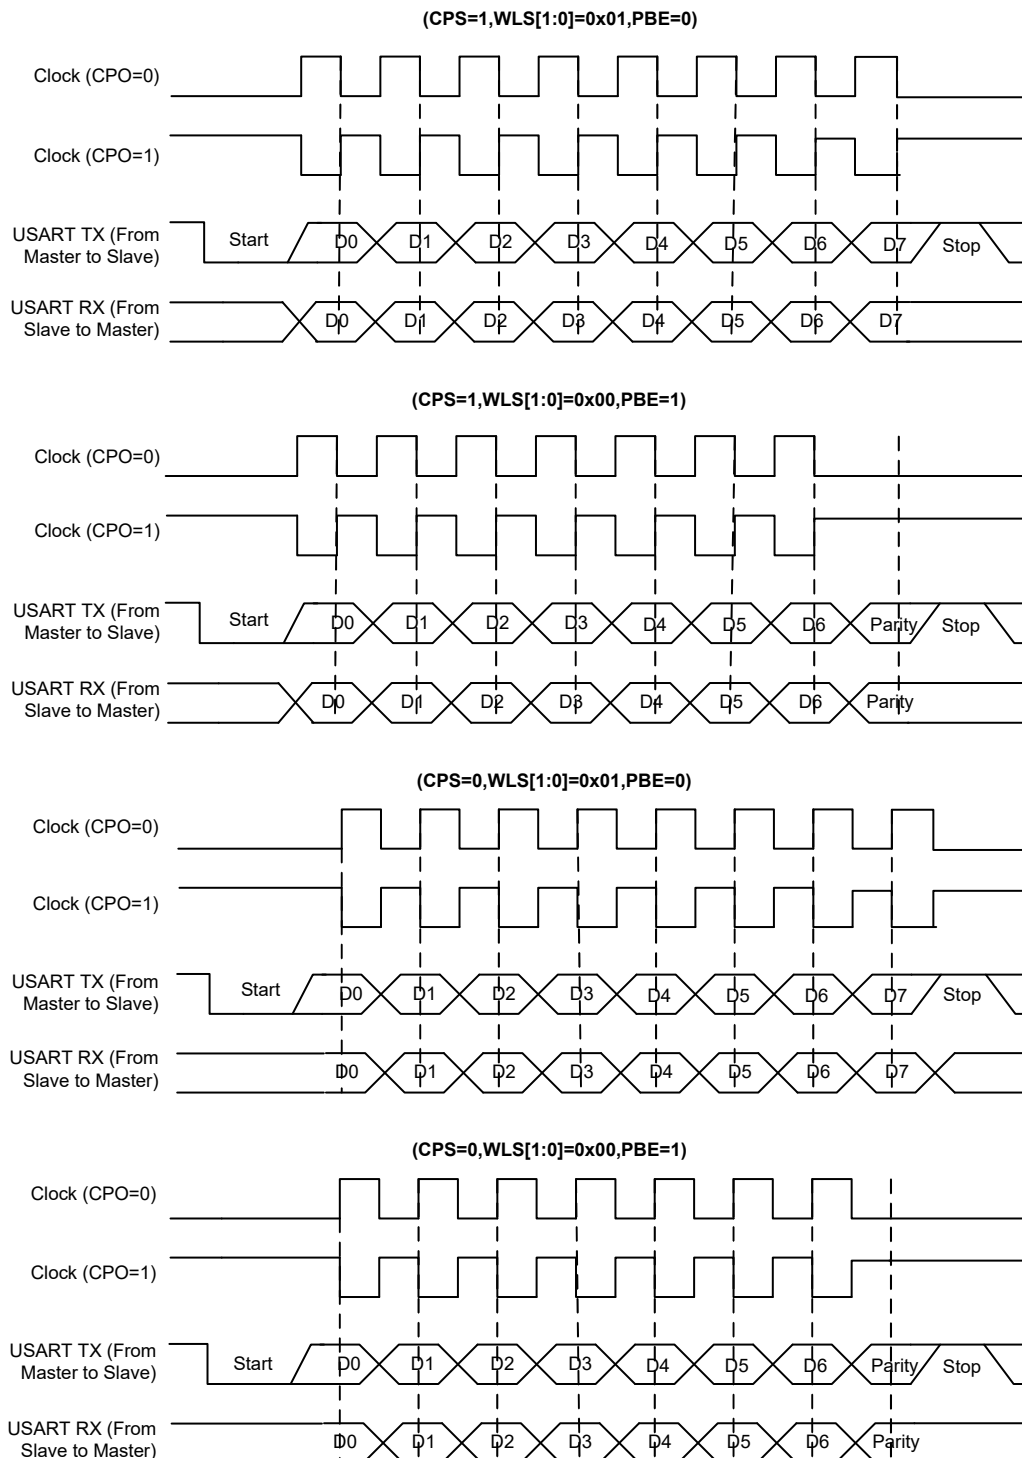 (CPS=1,WLS[1:0]=0x01,PBE=0)
Clock (CPO=0)
Clock (CPO=1)
USART TX (From
Master to Slave)
Start D0 D1 D2 D3 D4 D5 D6 D7 Stop
USART RX (From
Slave to Master)
D0 D1 D2 D3 D4 D5 D6 D7
(CPS=1,WLS[1:0]=0x00,PBE=1)
Clock (CPO=0)
Clock (CPO=1)
USART TX (From
Master to Slave)
Start D0 D1 D2 D3 D4 D5 D6 Parity Stop
USART RX (From
Slave to Master)
D0 D1 D2 D3 D4 D5 D6 Parity
(CPS=0,WLS[1:0]=0x01,PBE=0)
Clock (CPO=0)
Clock (CPO=1)
USART TX (From
Master to Slave)
Start D0 D1 D2 D3 D4 D5 D6 D7 Stop
USART RX (From
Slave to Master)
D0 D1 D2 D3 D4 D5 D6 D7
(CPS=0,WLS[1:0]=0x00,PBE=1)
Clock (CPO=0)
Clock (CPO=1)
USART TX (From
Master to Slave)
Start D0 D1 D2 D3 D4 D5 D6 Parity Stop
USART RX (From
Slave to Master)
D0 D1 D2 D3 D4 D5 D6 Parity